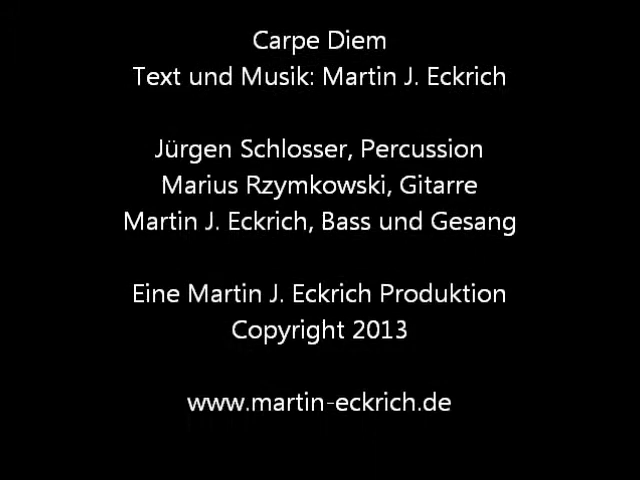 Carpe Diem
Text und Musik: Martin J. Eckrich
Jürgen Schlosser, Percussion
Marius Rzymkowski, Gitarre
Martin J. Eckrich, Bass und Gesang
Eine Martin J. Eckrich Produktion
Copyright 2013
www.martin-eckrich.de